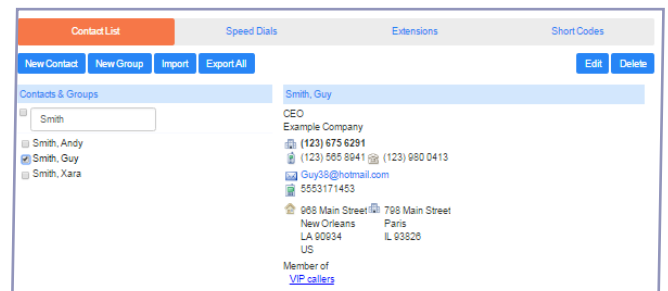 Contact List Speed Dials Extensions Short Codes
New Contact New Group Import Export All Edit Delete
Contacts & Groups
Smith
Smith, Andy
Smith, Guy
Smith, Xara
Smith, Guy
CEO
Example Company
(123) 675 6291
(123) 565 8941 (123) 980 0413
Guy38@hotmail.com
5553171453
968 Main Street 798 Main Street
New Orleans Paris
LA 90934 IL 93826
US
Member of
VIP callers